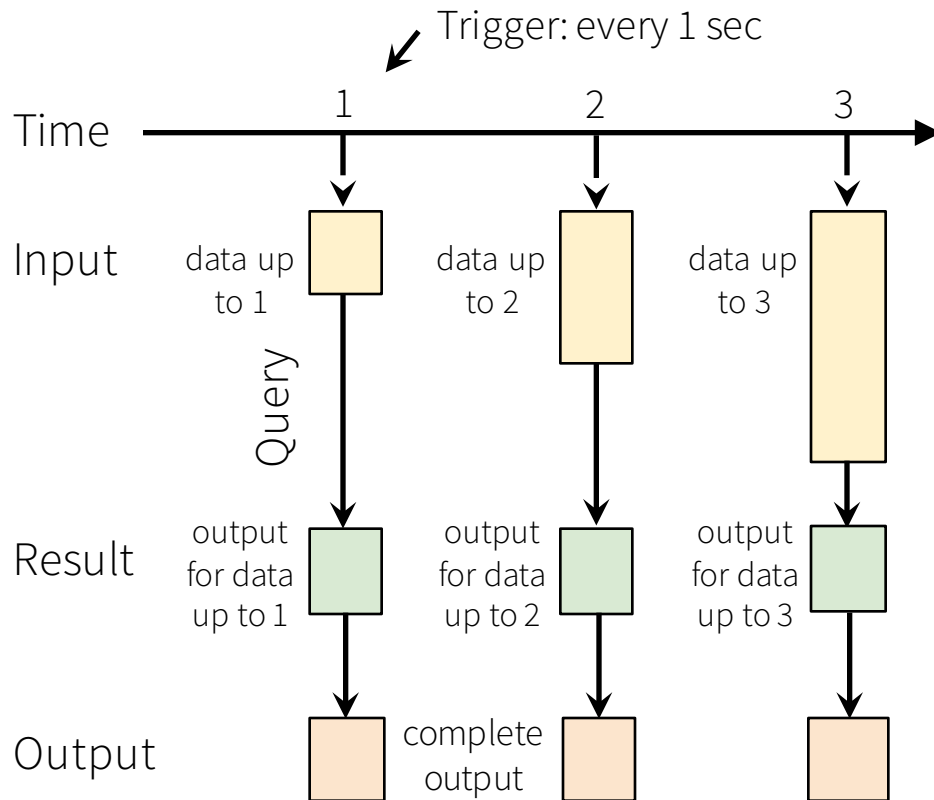 Trigger: every 1 sec
1
2
3
Time
Input
data up
to 1
data up
to 2
data up
to 3
Query
Result
output
for data
up to 1
output
for data
up to 2
output
for data
up to 3
Output
complete
output